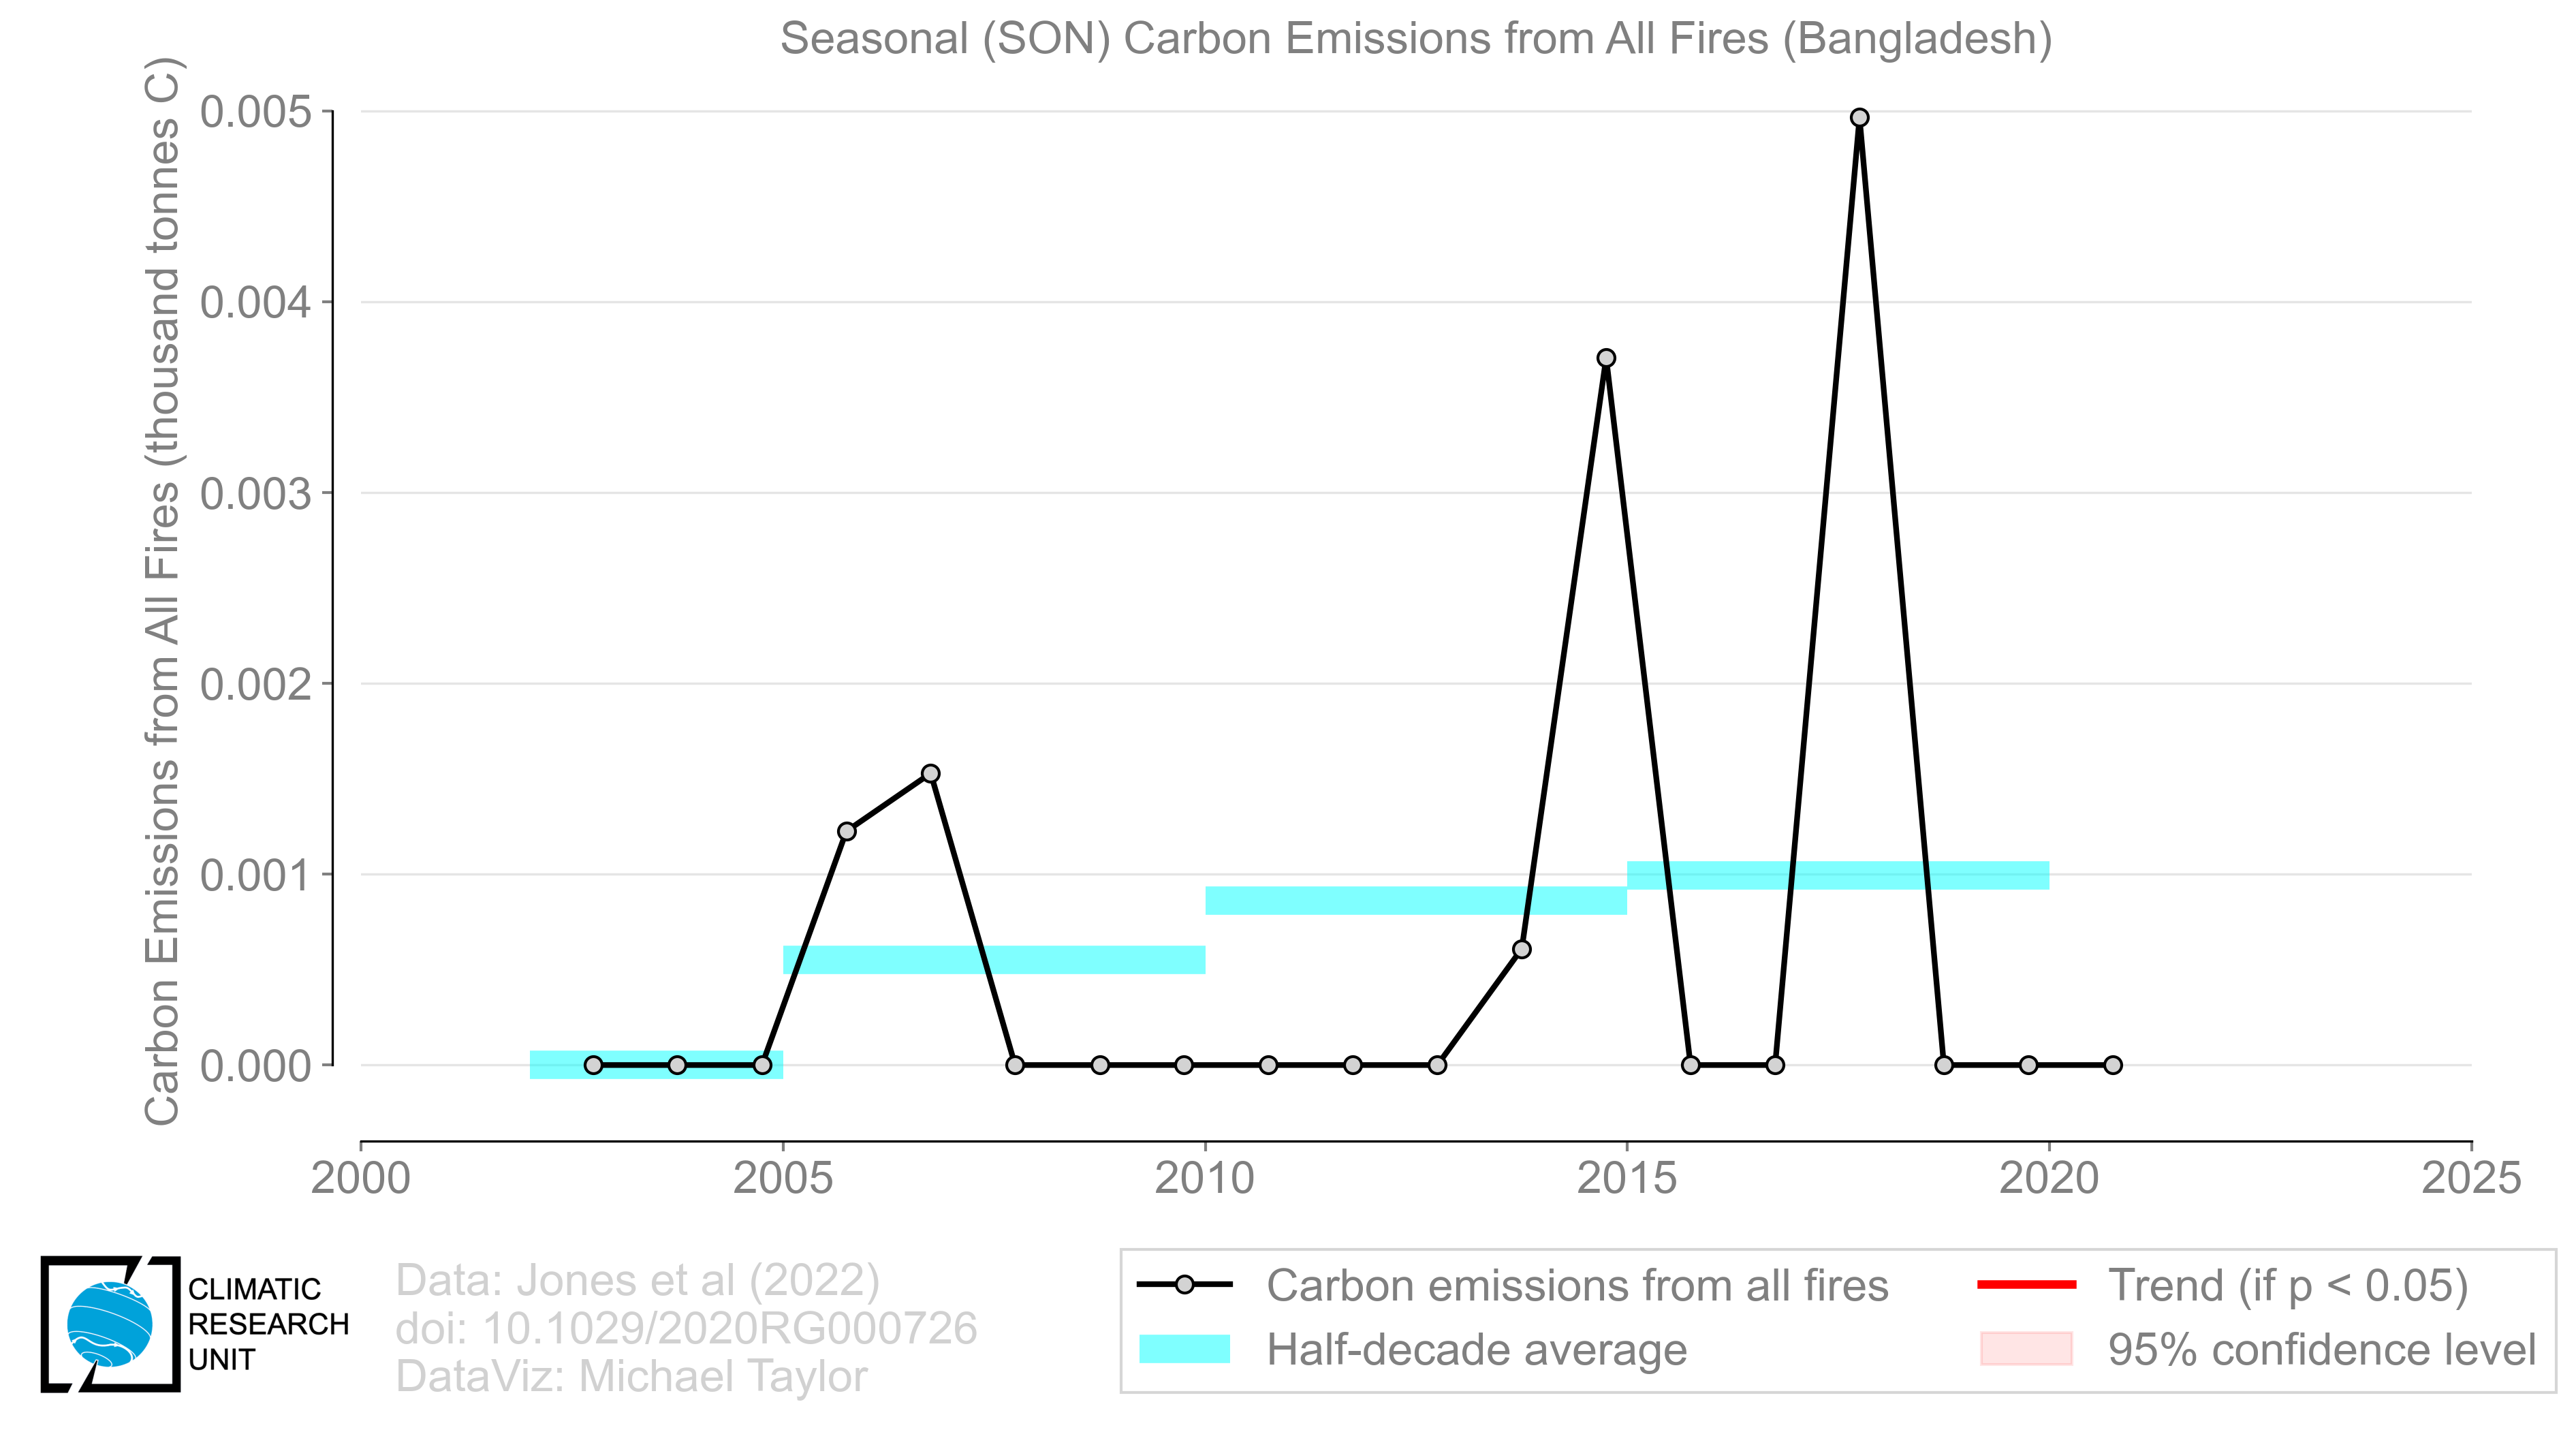 Seasonal (SON) Carbon Emissions from All Fires (Bangladesh)
Carbon Emissions from All Fires (thousand tonnes C)
0.005
0.004
0.003
0.002
0.001
0.000
2000 2005 2010 2015 2020 2025
CLIMATIC
RESEARCH
UNIT
Data: Jones et al (2022)
doi: 10.1029/2020RG000726
DataViz: Michael Taylor
Carbon emissions from all fires
Half-decade average
Trend (if p < 0.05)
95% confidence level